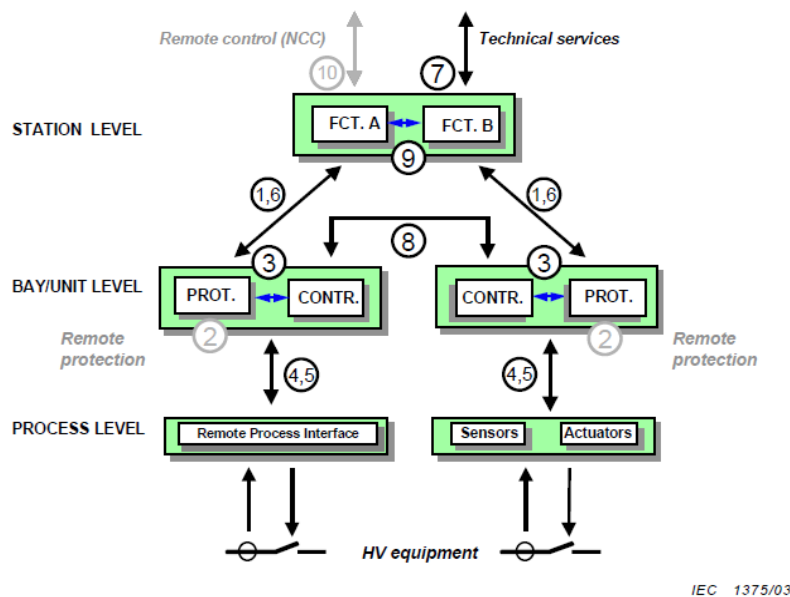 Remote control (NCC)
Technical services
10
7
STATION LEVEL
FCT. A
FCT. B
9
1,6
1,6
8
3
3
BAY/UNIT LEVEL
PROT.
CONTR.
CONTR.
PROT.
2
2
Remote
protection
Remote
protection
4,5
4,5
PROCESS LEVEL
Remote Process Interface
Sensors
Actuators
HV equipment
IEC 1375/03